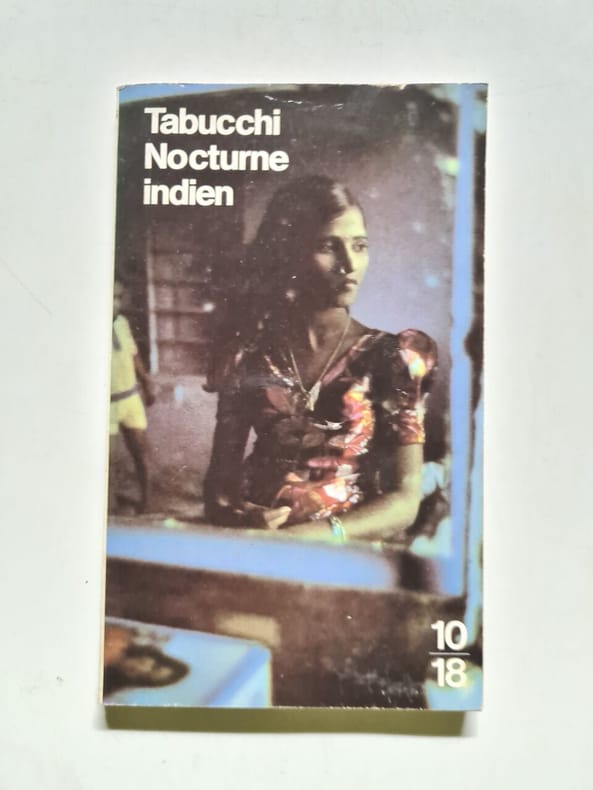 Tabucchi
Nocturne
indien
10
18